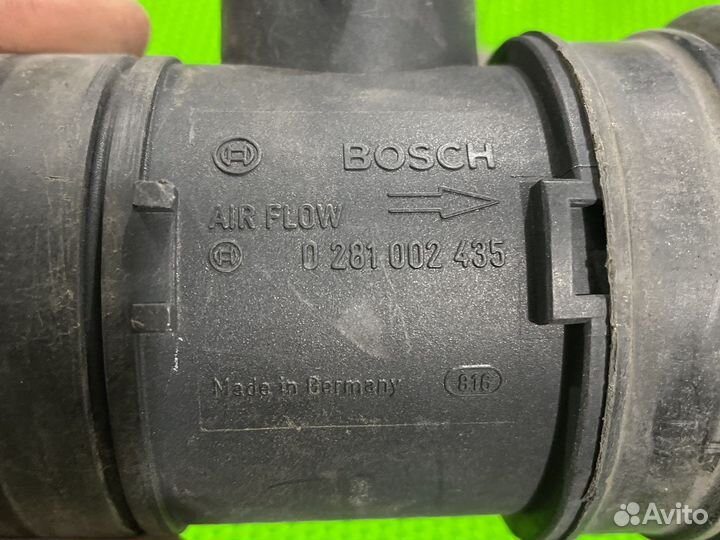 BOSCH
AIR FLOW
0 281 002 435
Made in Germany 816
Avito